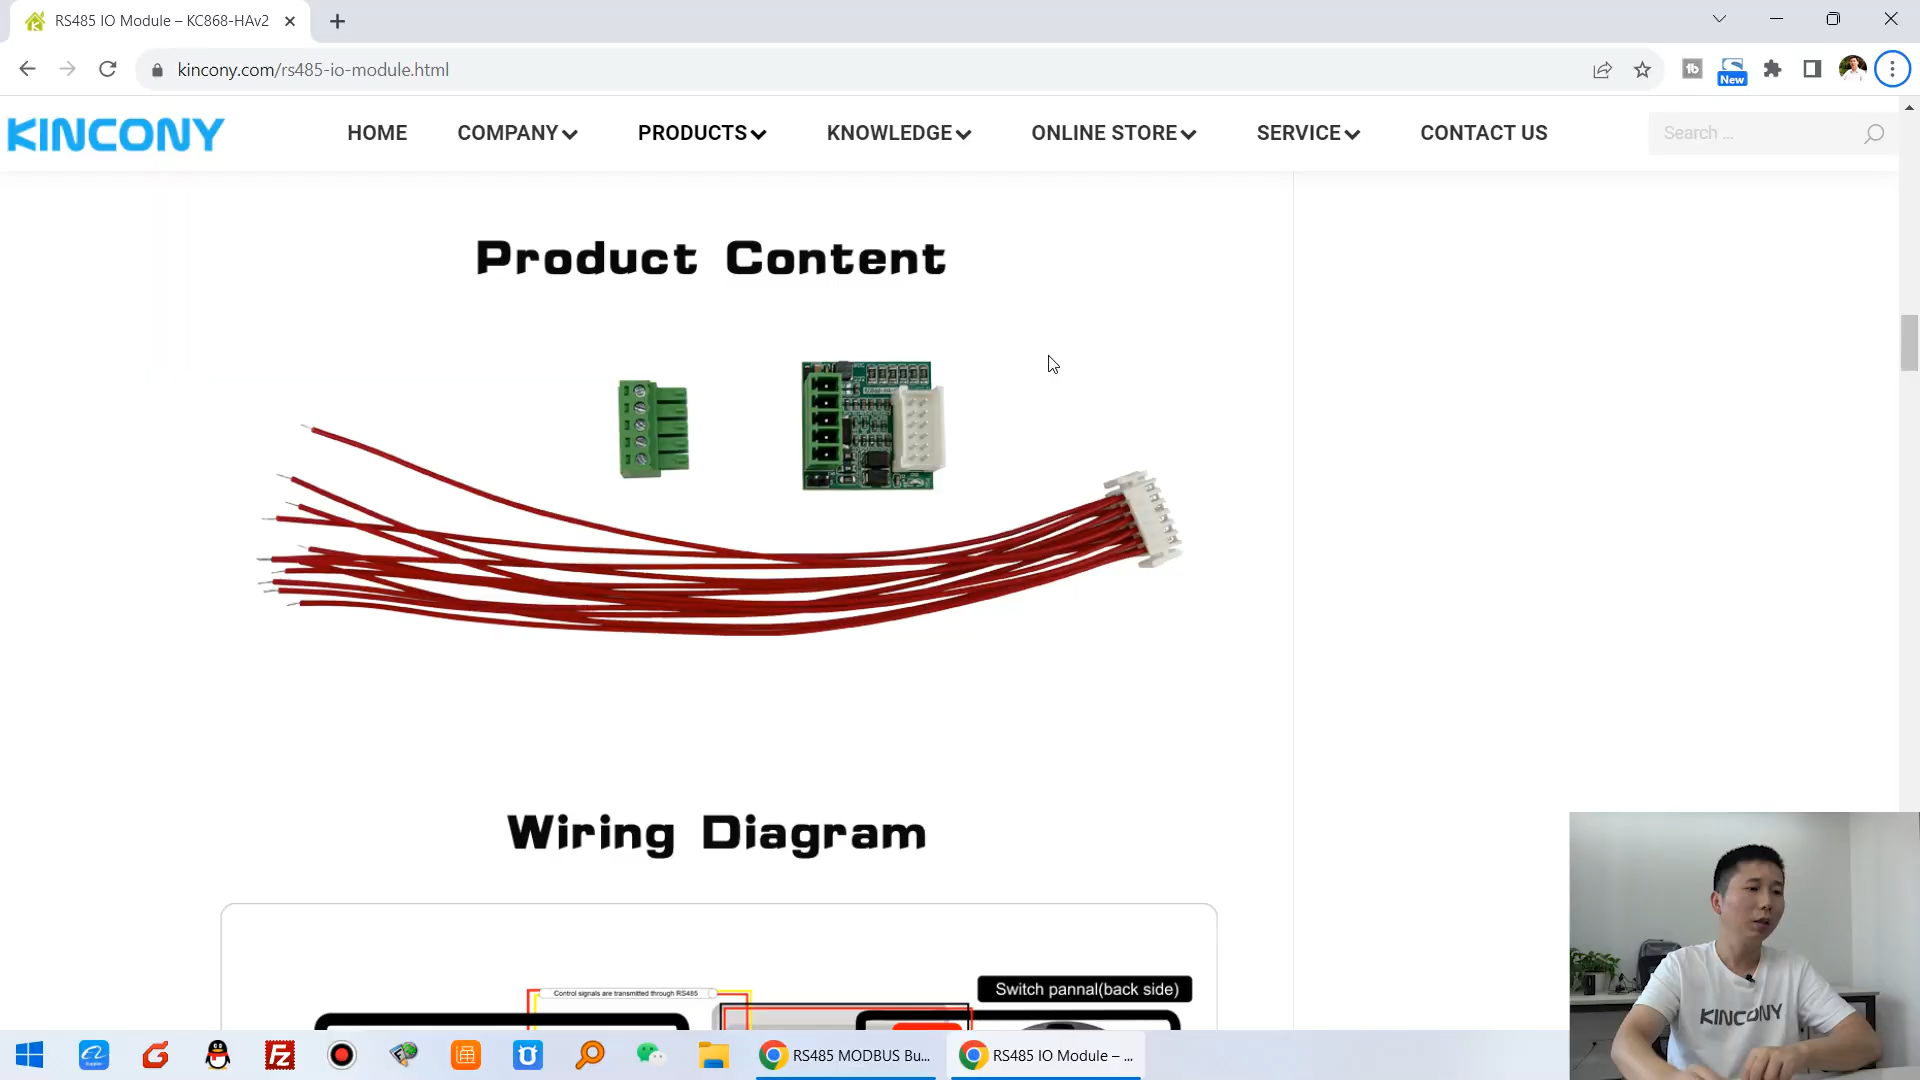 RS485 IO Module – KC868-HAv2
kincony.com/rs485-io-module.html
New
KINCONY
HOME
COMPANY
PRODUCTS
KNOWLEDGE
ONLINE STORE
SERVICE
CONTACT US
Search ...
Product Content
Wiring Diagram
Control signals are transmitted through RS485
Switch pannal(back side)
KINCONY
RS485 MODBUS Bu...
RS485 IO Module – ...